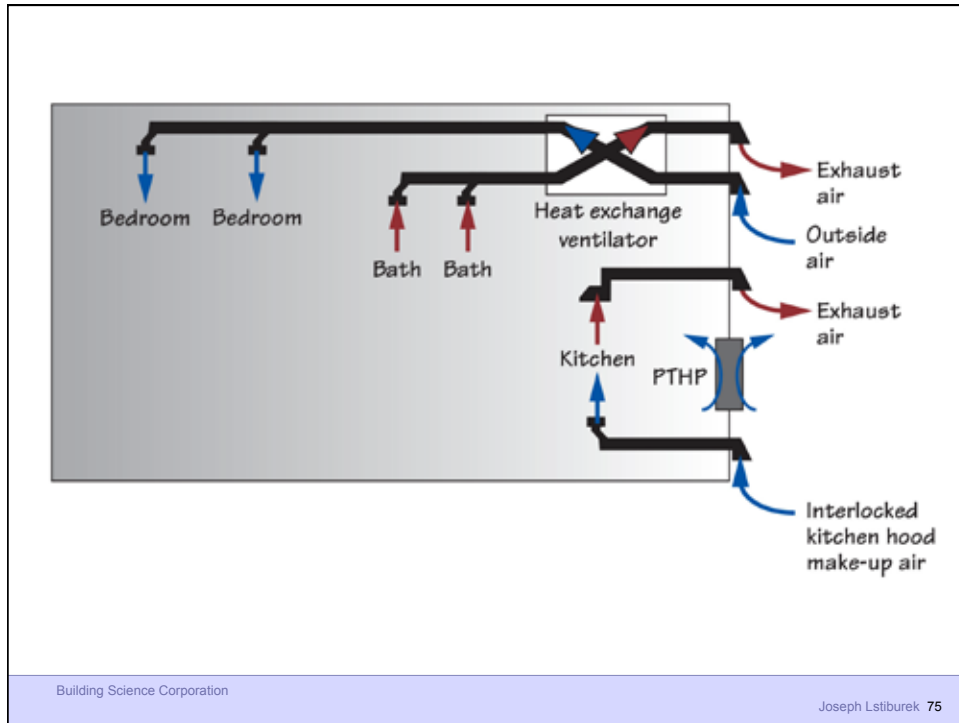 Bedroom
Bedroom
Bath
Bath
Heat exchange
ventilator
Exhaust
air
Outside
air
Exhaust
air
Kitchen
PTHP
Interlocked
kitchen hood
make-up air
Building Science Corporation
Joseph Lstiburek 75